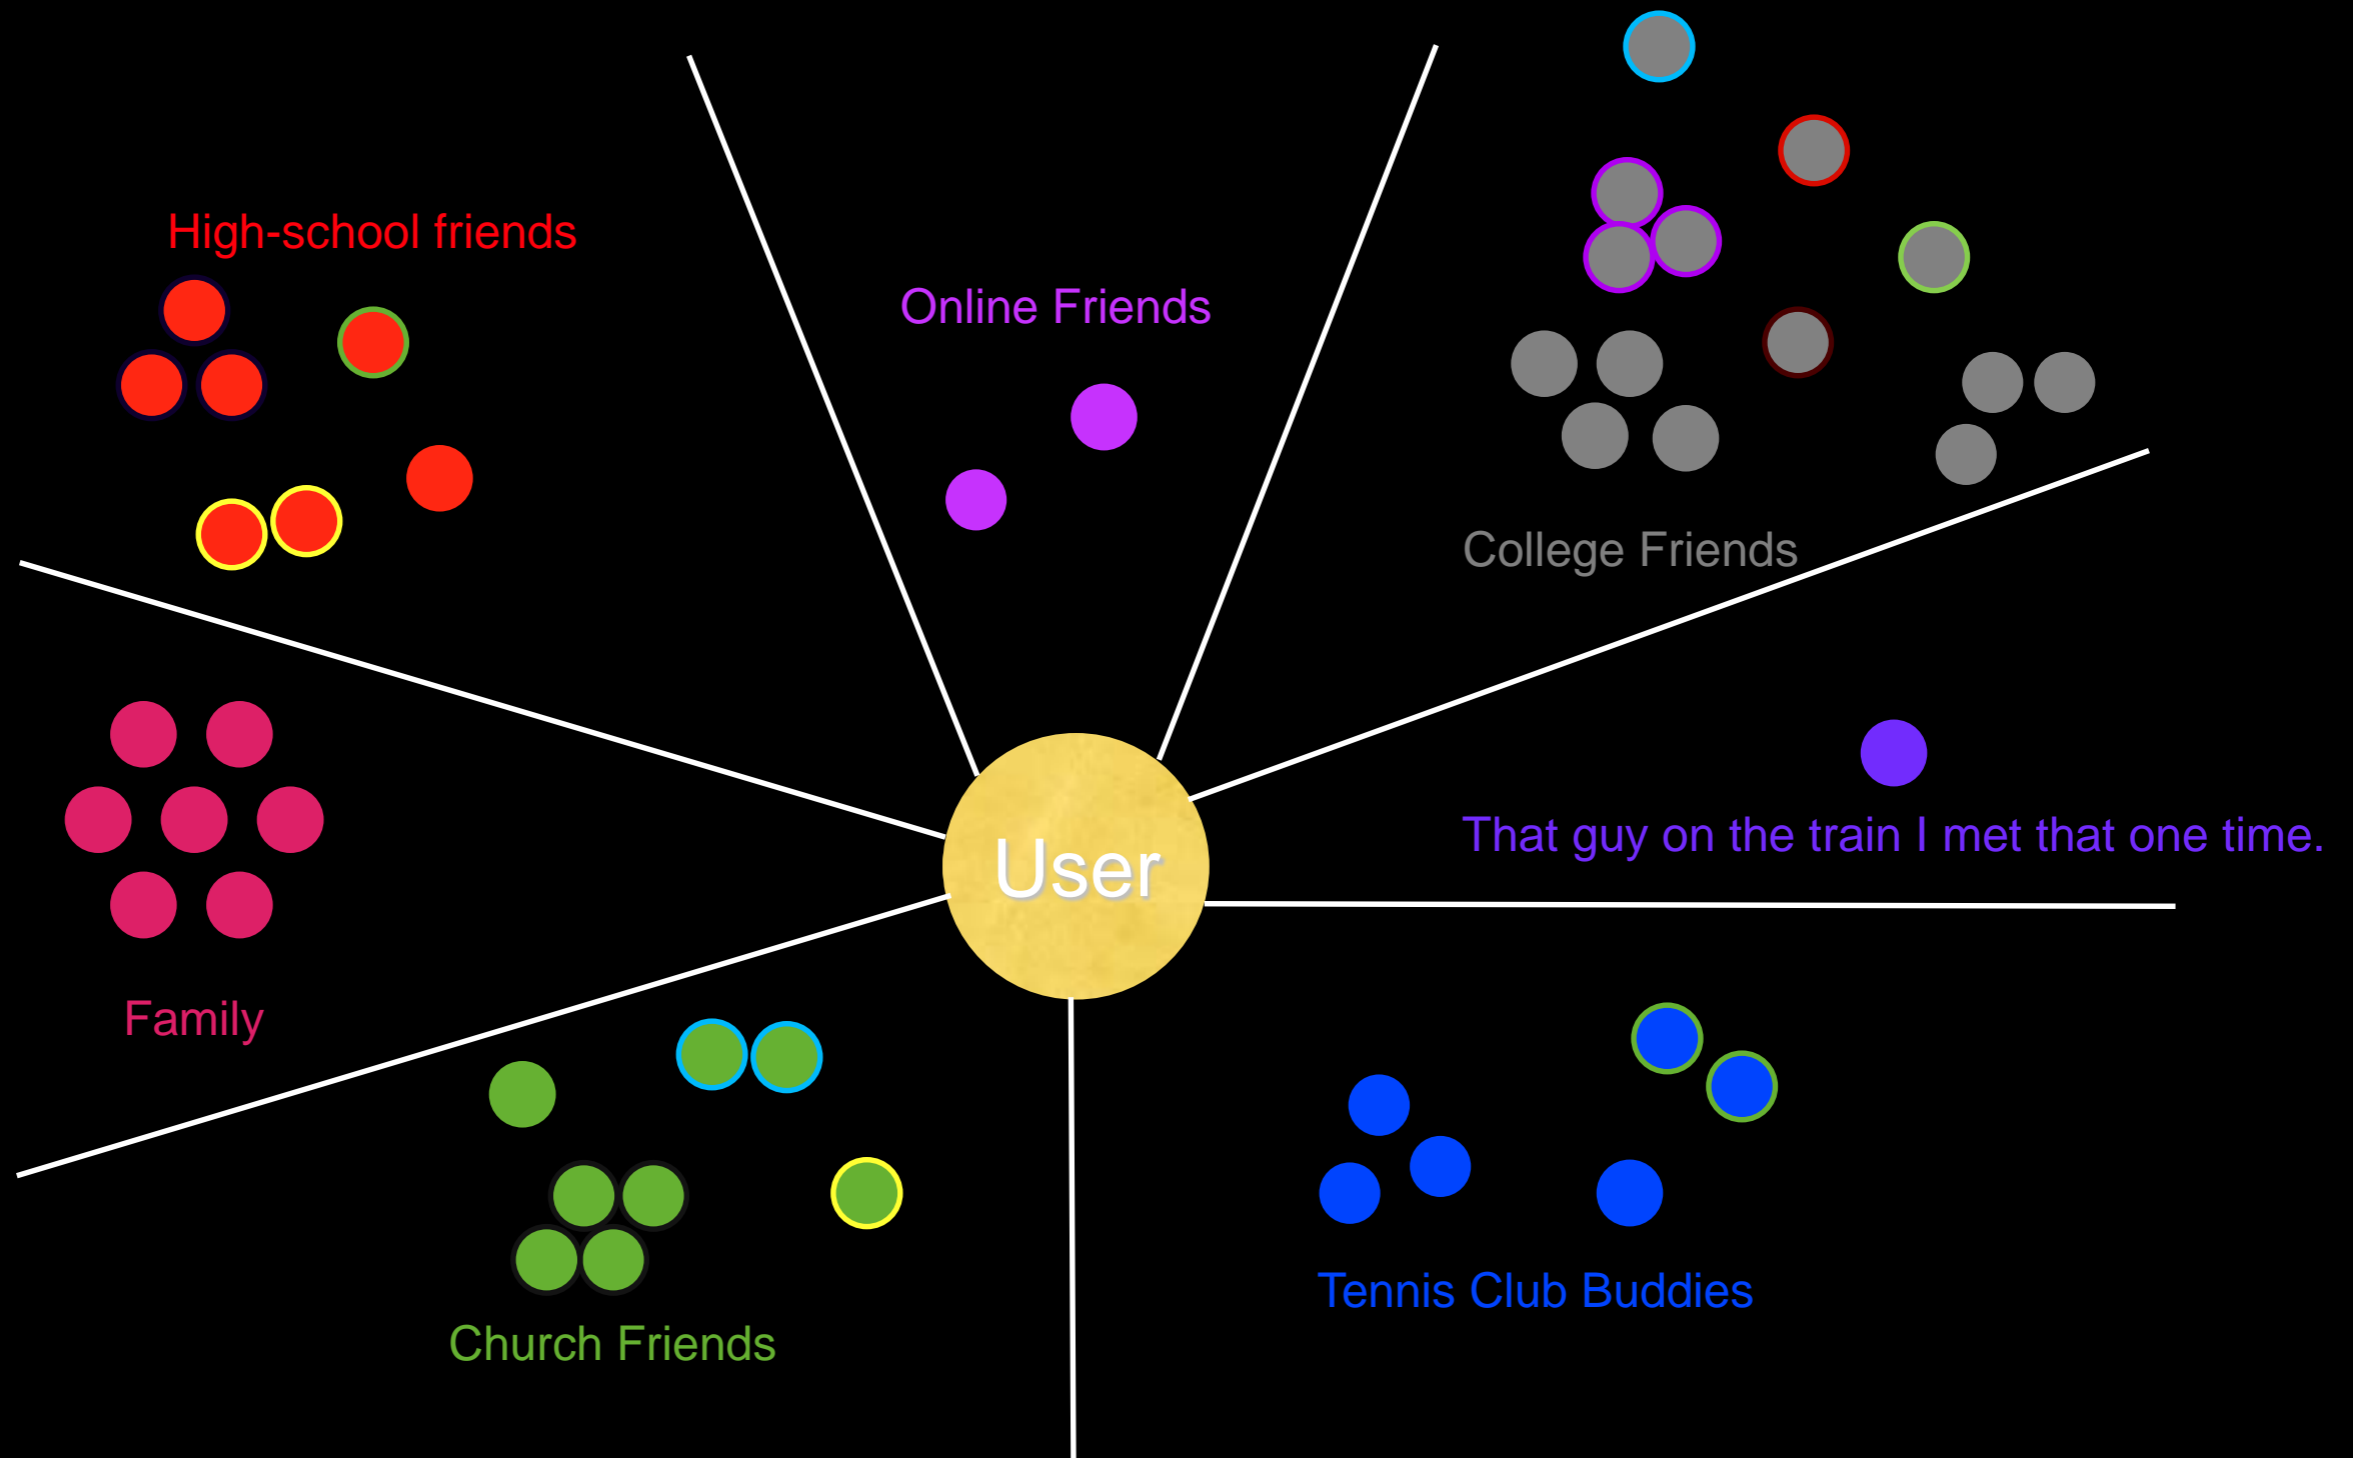 High-school friends
Online Friends
College Friends
That guy on the train I met that one time.
User
Family
Tennis Club Buddies
Church Friends